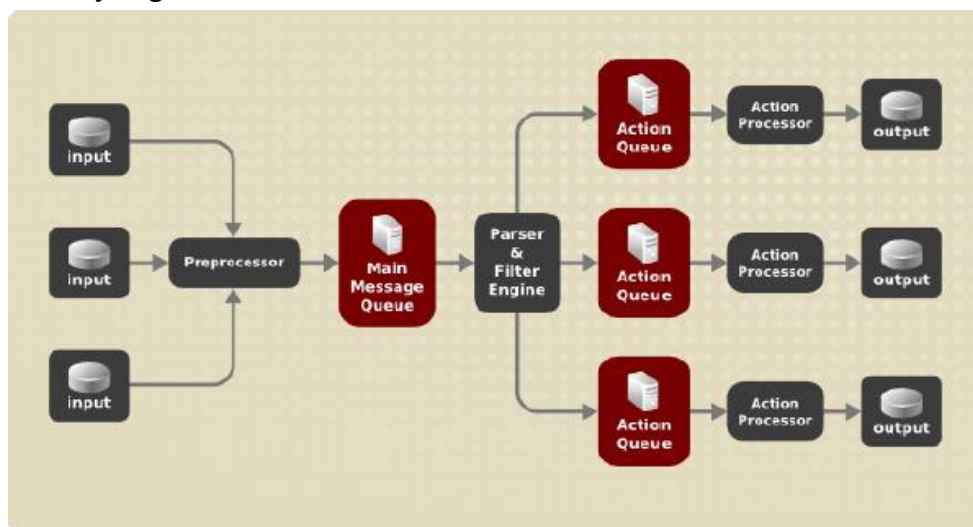 input
input
input
Preprocessor
Main
Message
Queue
Parser
&
Filter
Engine
Action
Queue
Action
Processor
output
Action
Queue
Action
Processor
output
Action
Queue
Action
Processor
output